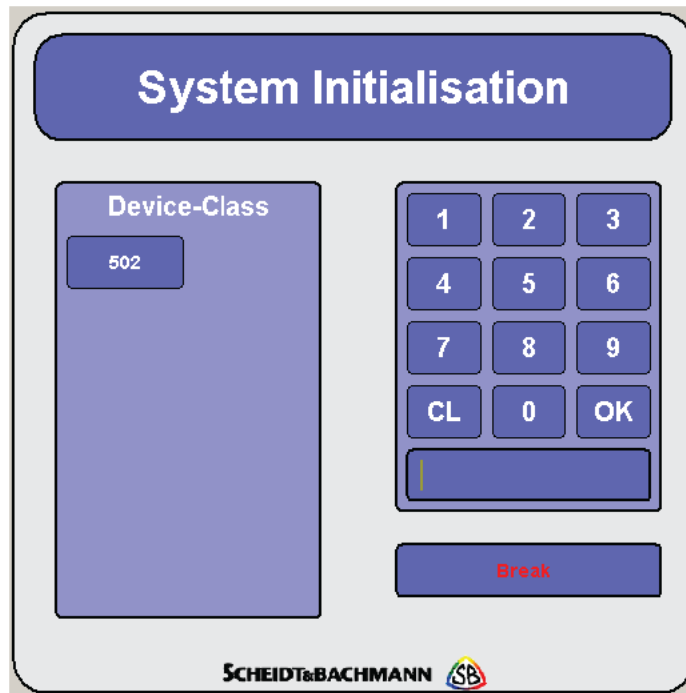 System Initialisation
Device-Class
502
1 2 3
4 5 6
7 8 9
CL 0 OK
Break
SCHEIDT&BACHMANN SB